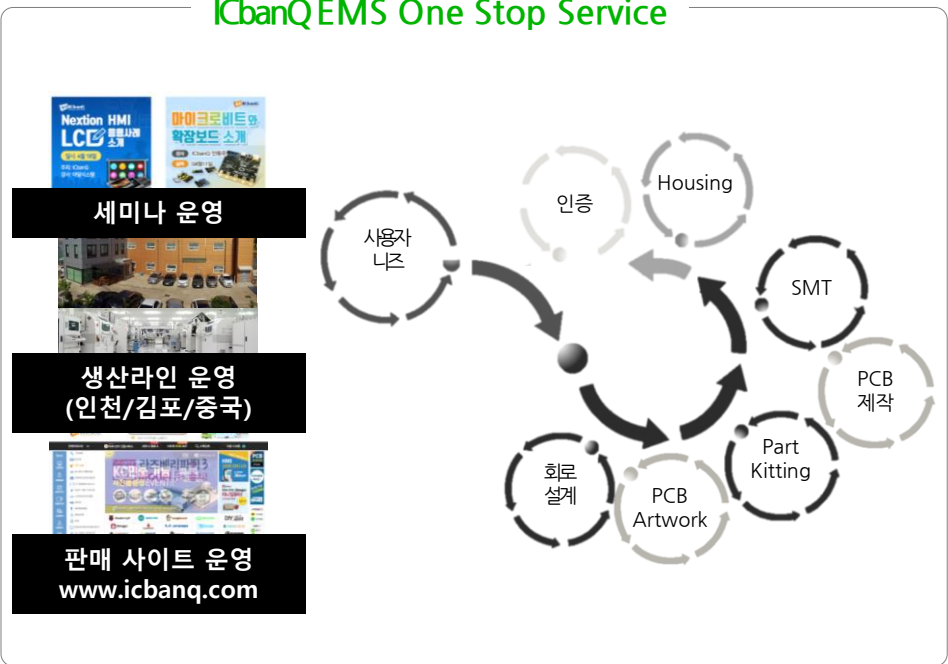 ICbanQ EMS One Stop Service
Nextion HMI
LCD
소개
마이크로비트와
확장보드 소개
세미나 운영
생산라인 운영
(인천/김포/중국)
판매 사이트 운영
www.icbanq.com
사용자
니즈
인증
Housing
SMT
PCB
제작
Part
Kitting
PCB
Artwork
회로
설계